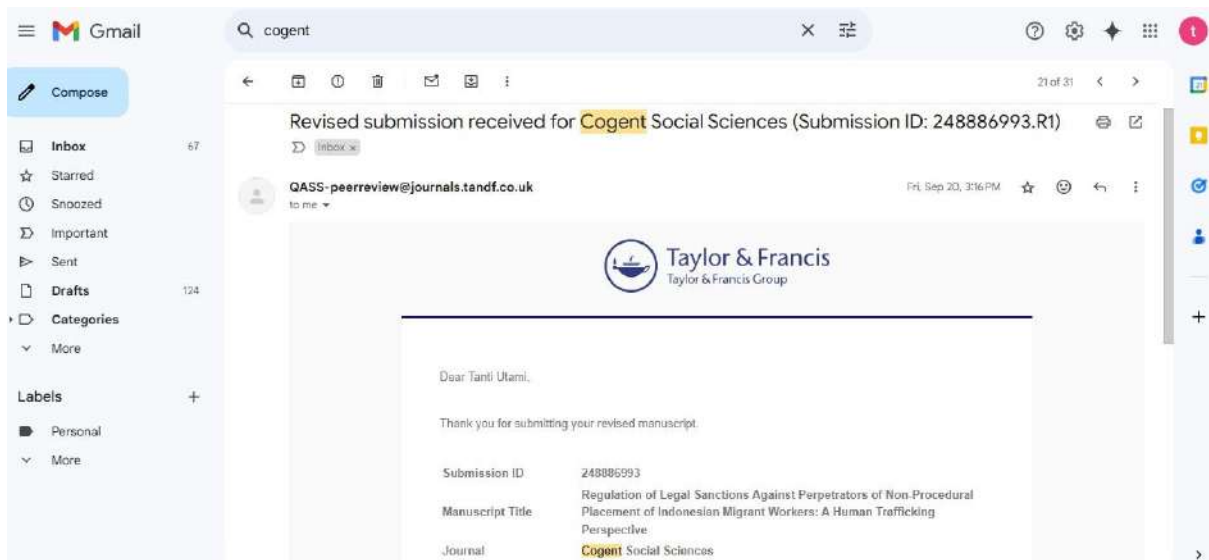 Gmail
cogent
t
Compose
21 of 31
Revised submission received for Cogent Social Sciences (Submission ID: 248886993.R1)
Inbox x
Inbox 67
Starred
QASS-peerreview@journals.tandf.co.uk
Fri, Sep 20, 3:16 PM
Snoozed
to me
Important
Sent
Taylor & Francis
Taylor & Francis Group
Drafts 124
Categories
More
Dear Tanti Utami,
Labels
Thank you for submitting your revised manuscript.
Personal
More
Submission ID 248886993
Manuscript Title Regulation of Legal Sanctions Against Perpetrators of Non-Procedural
Placement of Indonesian Migrant Workers: A Human Trafficking
Perspective
Journal Cogent Social Sciences